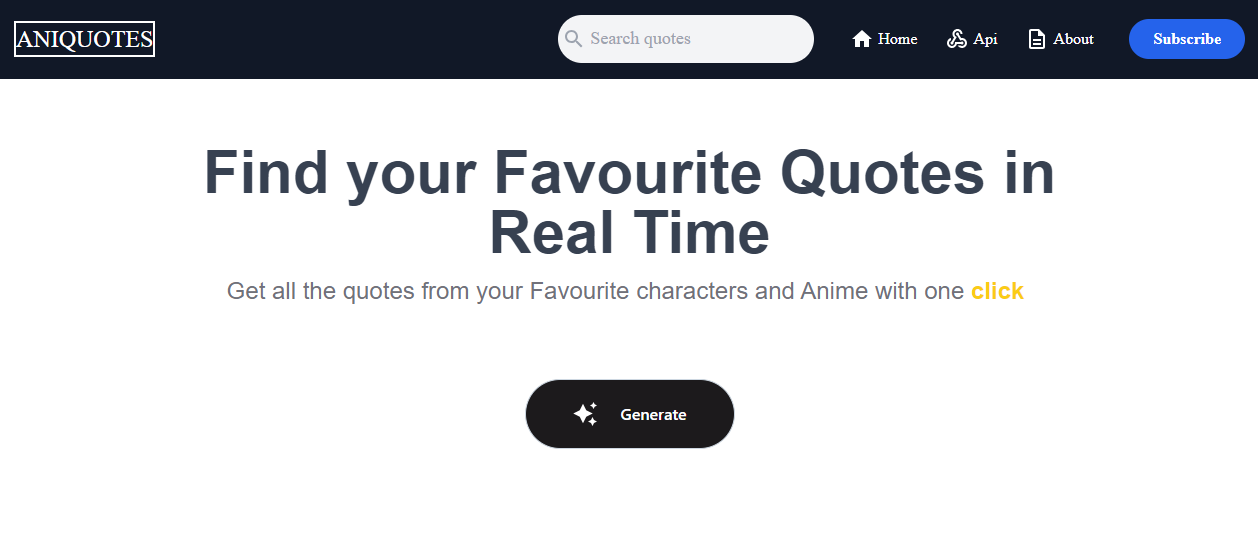 ANIQUOTES
Search quotes
Home
Api
About
Subscribe
Find your Favourite Quotes in
Real Time
Get all the quotes from your Favourite characters and Anime with one click
Generate